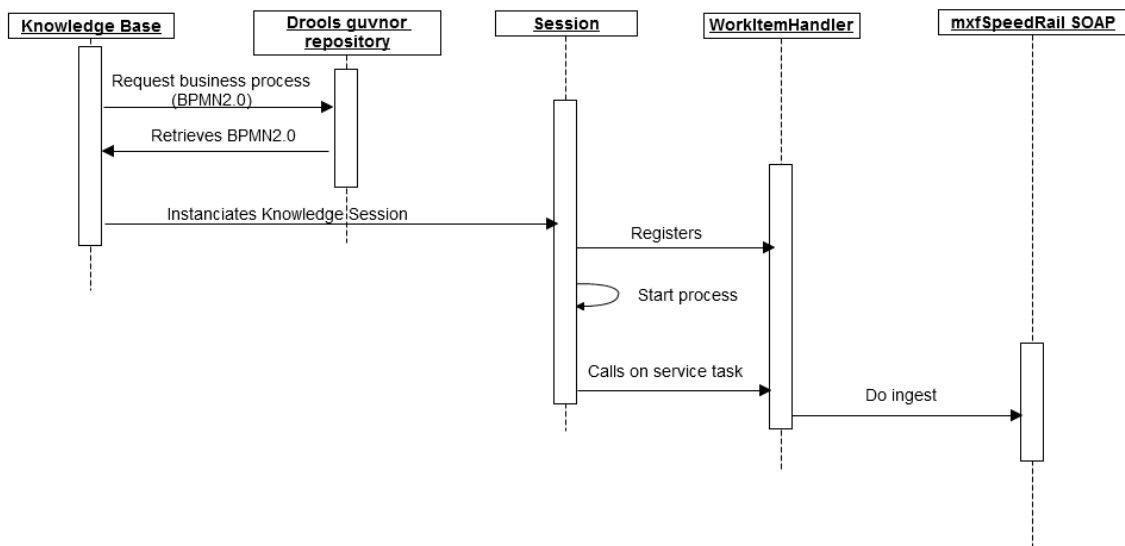 Knowledge Base
Drools guvnor
repository
Session
WorkItemHandler
mxfSpeedRail SOAP
Request business process
(BPMN2.0)
Retrieves BPMN2.0
Instanciates Knowledge Session
Registers
Start process
Calls on service task
Do ingest